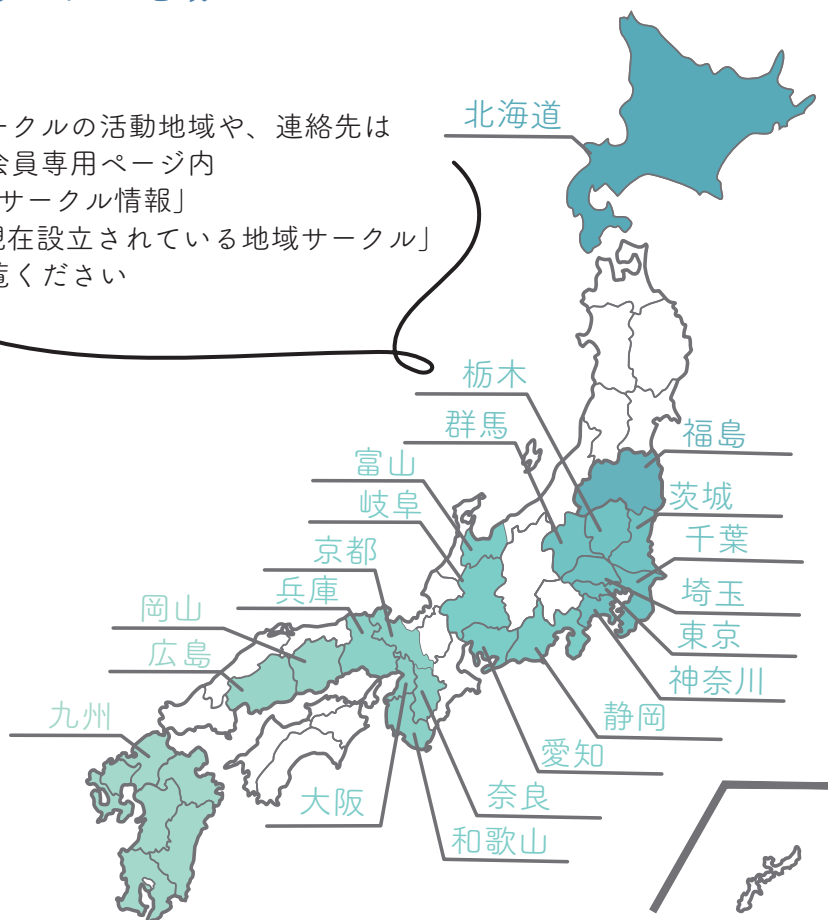 ークルの活動地域や、連絡先は
会員専用ページ内
サークル情報」
現在設立されている地域サークル」
覧ください
北海道
栃木
群馬
福島
富山
茨城
岐阜
千葉
京都
兵庫
埼玉
岡山
東京
広島
神奈川
九州
静岡
愛知
大阪
奈良
和歌山